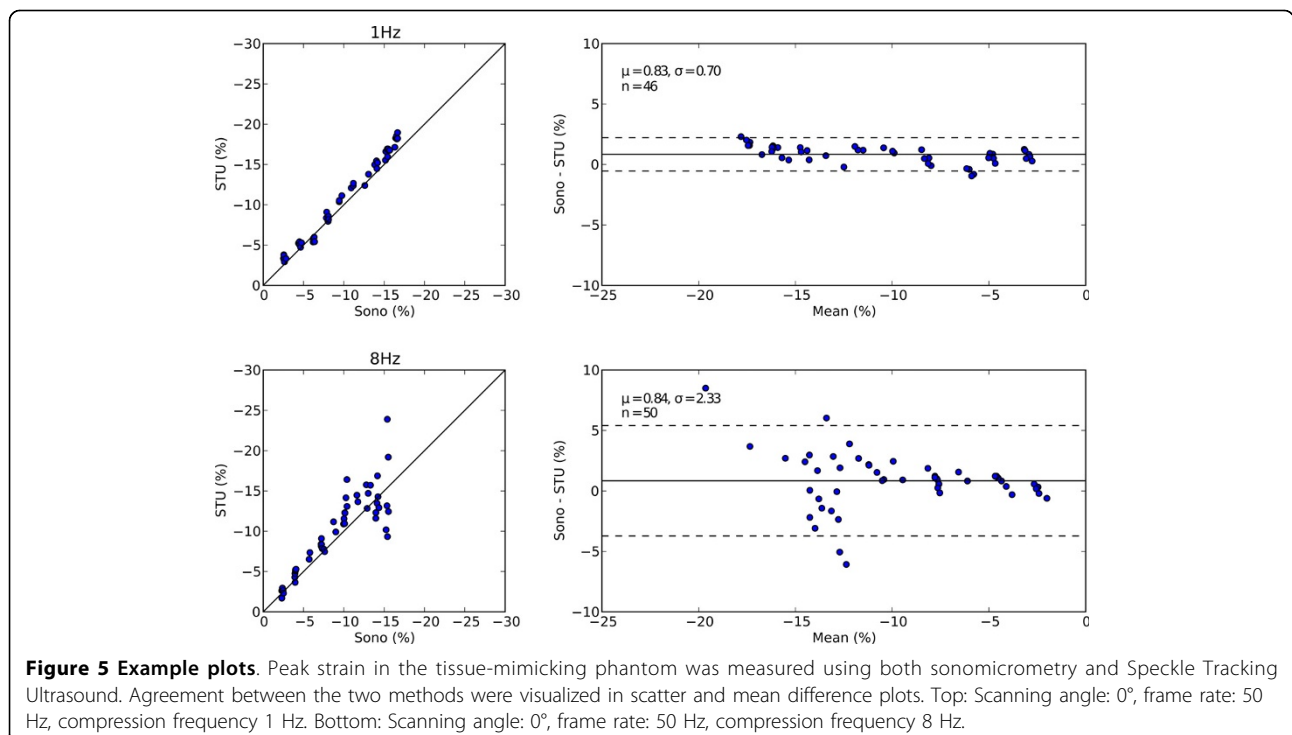 1Hz
−30
−25
−20
−15
−10
−5
0
STU (%)
0 −5 −10 −15 −20 −25 −30
Sono (%)
10
5
0
−5
−10
Sono - STU (%)
μ=0.83, σ=0.70
n=46
−25 −20 −15 −10 −5 0
Mean (%)
8Hz
−30
−25
−20
−15
−10
−5
0
STU (%)
0 −5 −10 −15 −20 −25 −30
Sono (%)
10
5
0
−5
−10
Sono - STU (%)
μ=0.84, σ=2.33
n=50
−25 −20 −15 −10 −5 0
Mean (%)
Figure 5 Example plots. Peak strain in the tissue-mimicking phantom was measured using both sonomicrometry and Speckle Tracking
Ultrasound. Agreement between the two methods were visualized in scatter and mean difference plots. Top: Scanning angle: 0°, frame rate: 50
Hz, compression frequency 1 Hz. Bottom: Scanning angle: 0°, frame rate: 50 Hz, compression frequency 8 Hz.